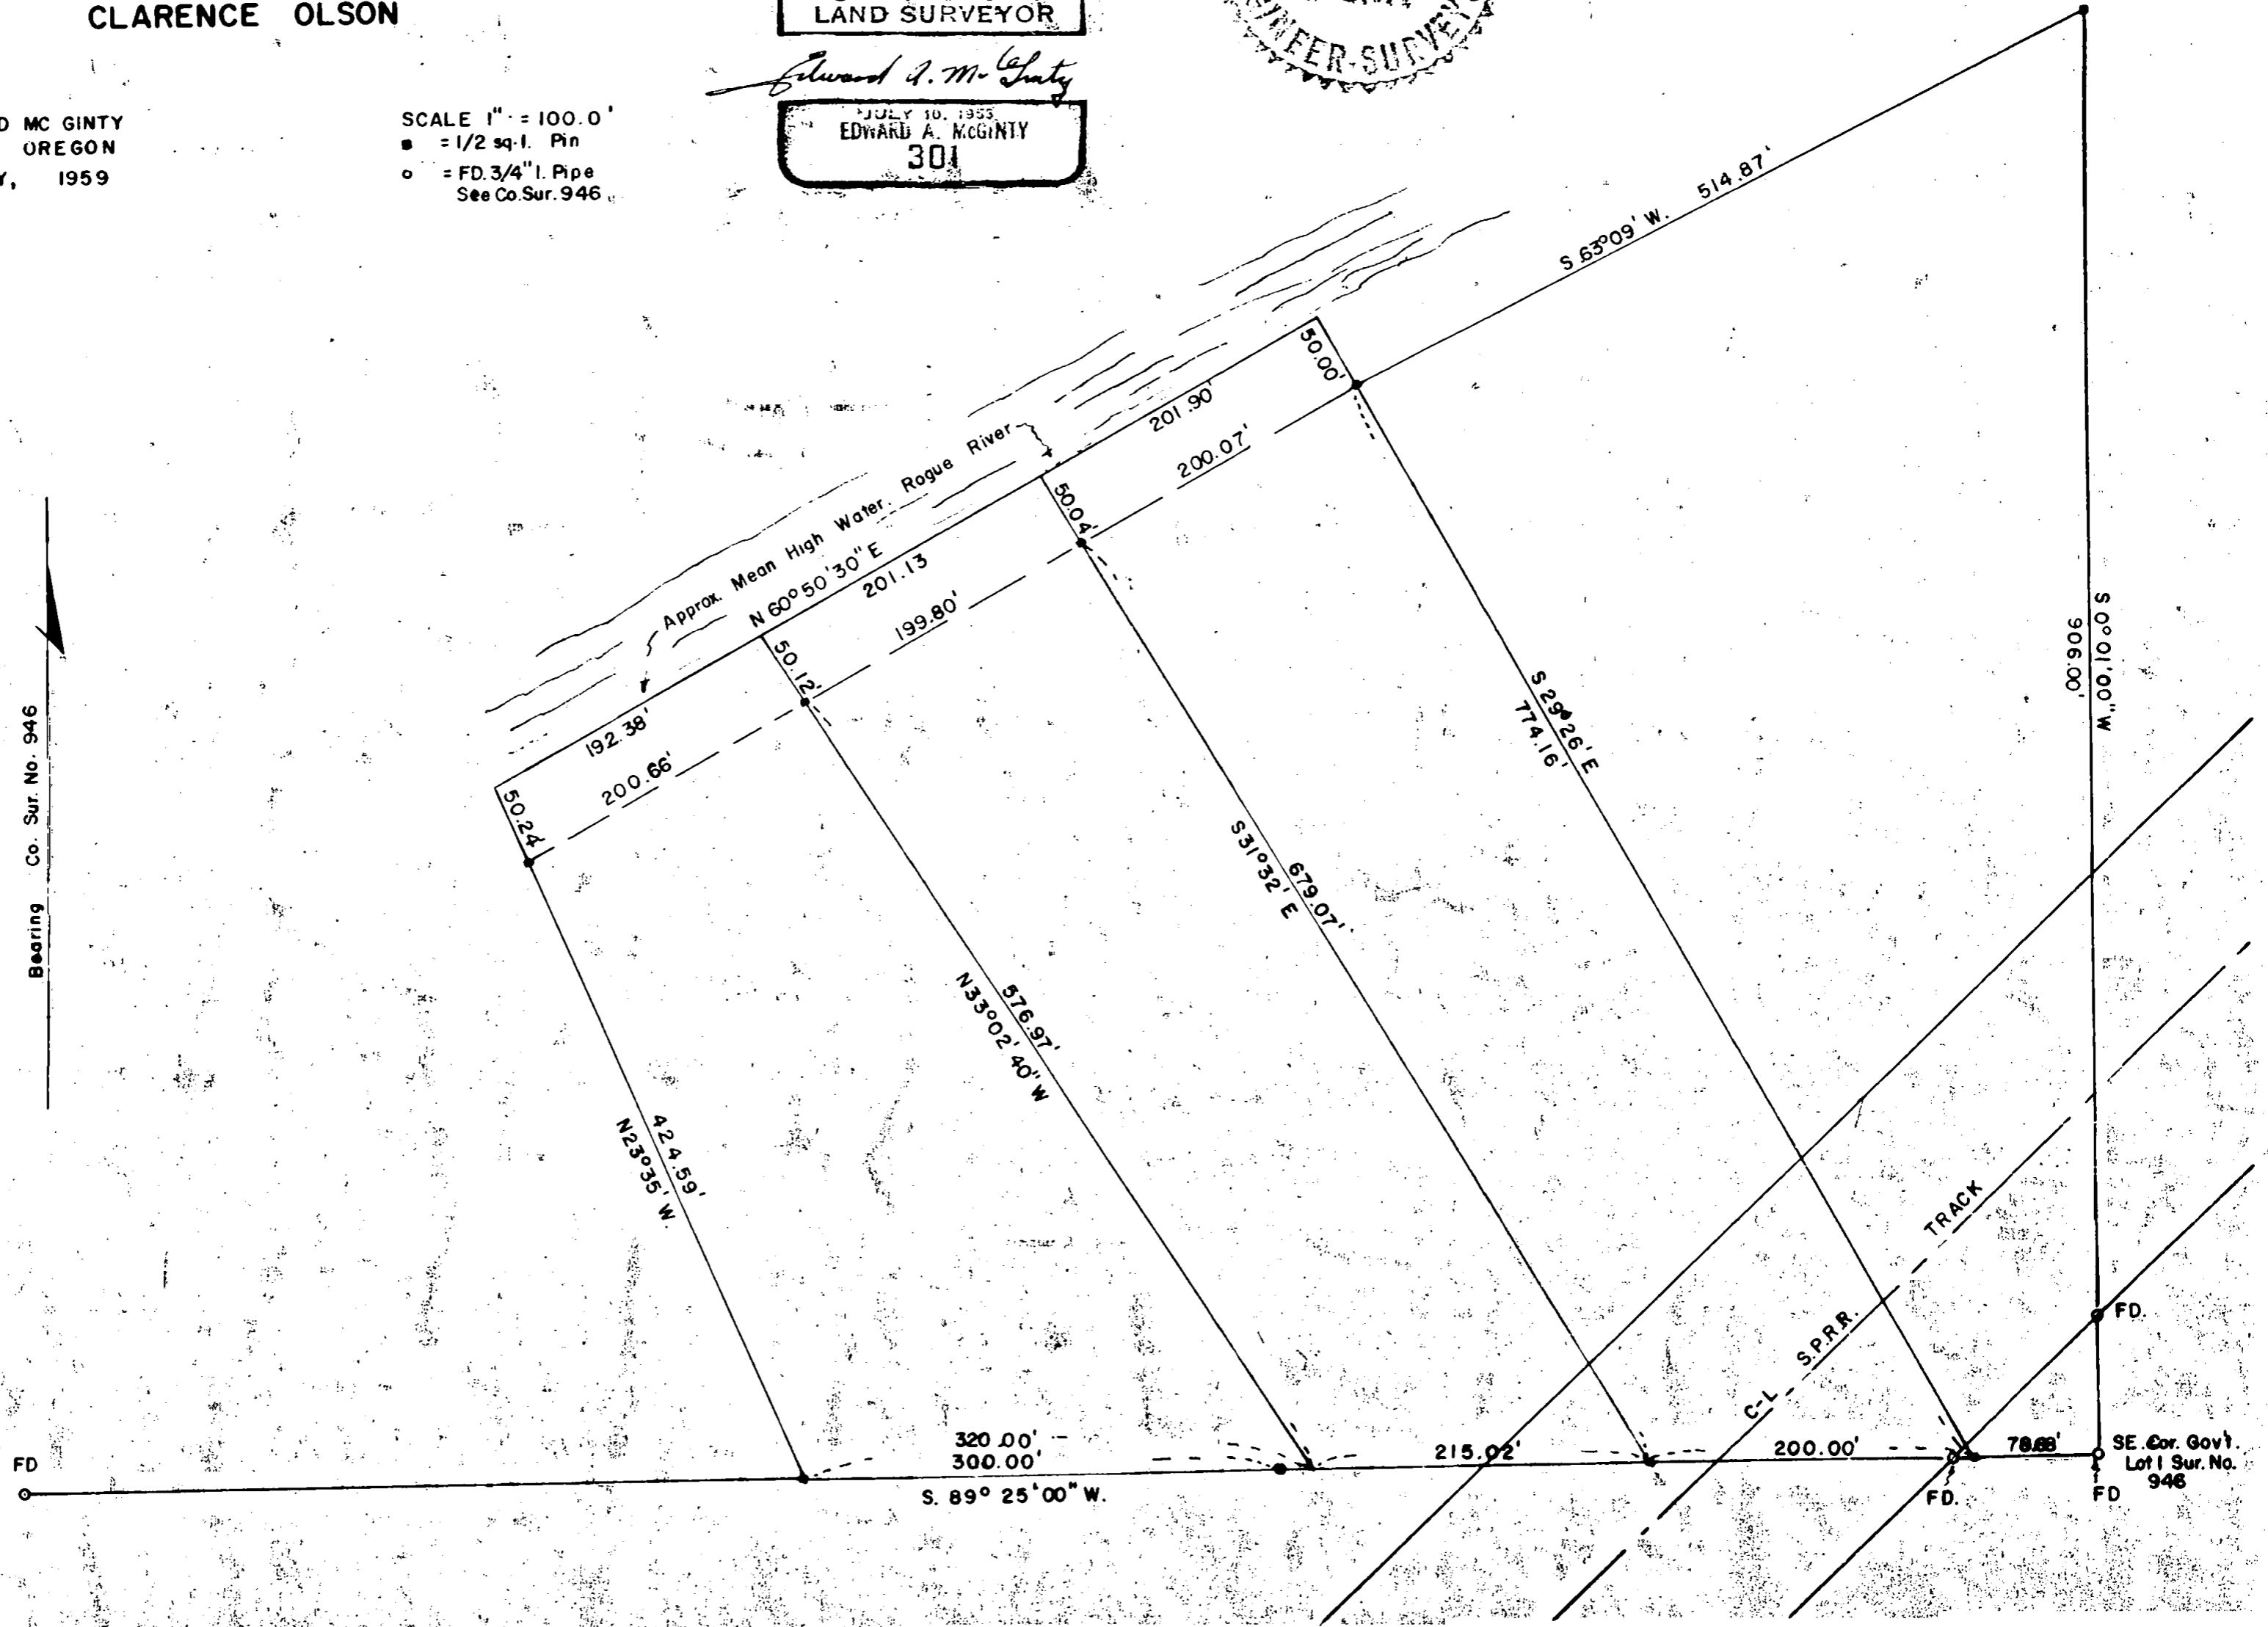 CLARENCE OLSON
LAND SURVEYOR
INEER-SURVEYO
Edward A. McGinty
D MC GINTY
OREGON
Y, 1959
SCALE 1" = 100.0'
= 1/2 sq. I. Pin
= FD. 3/4" I. Pipe
See Co. Sur. 946
JULY 10, 1955
EDWARD A. McGINTY
301
S 63°09' W. 514.87'
50.00'
201.90'
200.07'
Approx. Mean High Water. Rogue River
50.04'
N 60°50'30" E
201.13
199.80'
50.12'
192.38'
200.66'
50.24'
Bearing Co. Sur. No. 946
S 0°01'00" W
906.00'
S 29°26' E
774.16'
679.07'
S 31°32' E
576.97'
N 33°02'40" W
424.59'
N 23°35' W.
TRACK
S.P.R.R.
C-L
FD.
FD
320.00'
300.00'
S. 89° 25'00" W.
215.02'
200.00'
FD.
FD
SE. Cor. Gov't.
Lot 1 Sur. No.
946